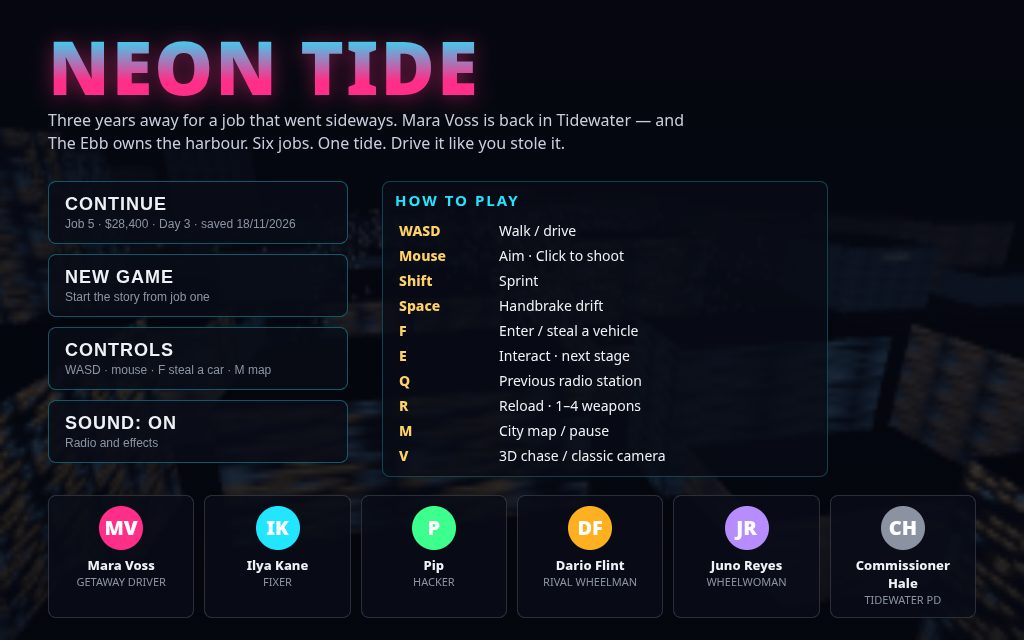 NEON TIDE
Three years away for a job that went sideways. Mara Voss is back in Tidewater — and
The Ebb owns the harbour. Six jobs. One tide. Drive it like you stole it.
CONTINUE
Job 5 · $28,400 · Day 3 · saved 18/11/2026
NEW GAME
Start the story from job one
CONTROLS
WASD · mouse · F steal a car · M map
SOUND: ON
Radio and effects
HOW TO PLAY
WASD Walk / drive
Mouse Aim · Click to shoot
Shift Sprint
Space Handbrake drift
F Enter / steal a vehicle
E Interact · next stage
Q Previous radio station
R Reload · 1–4 weapons
M City map / pause
V 3D chase / classic camera
MV
Mara Voss
GETAWAY DRIVER
IK
Ilya Kane
FIXER
P
Pip
HACKER
DF
Dario Flint
RIVAL WHEELMAN
JR
Juno Reyes
WHEELWOMAN
CH
Commissioner
Hale
TIDEWATER PD